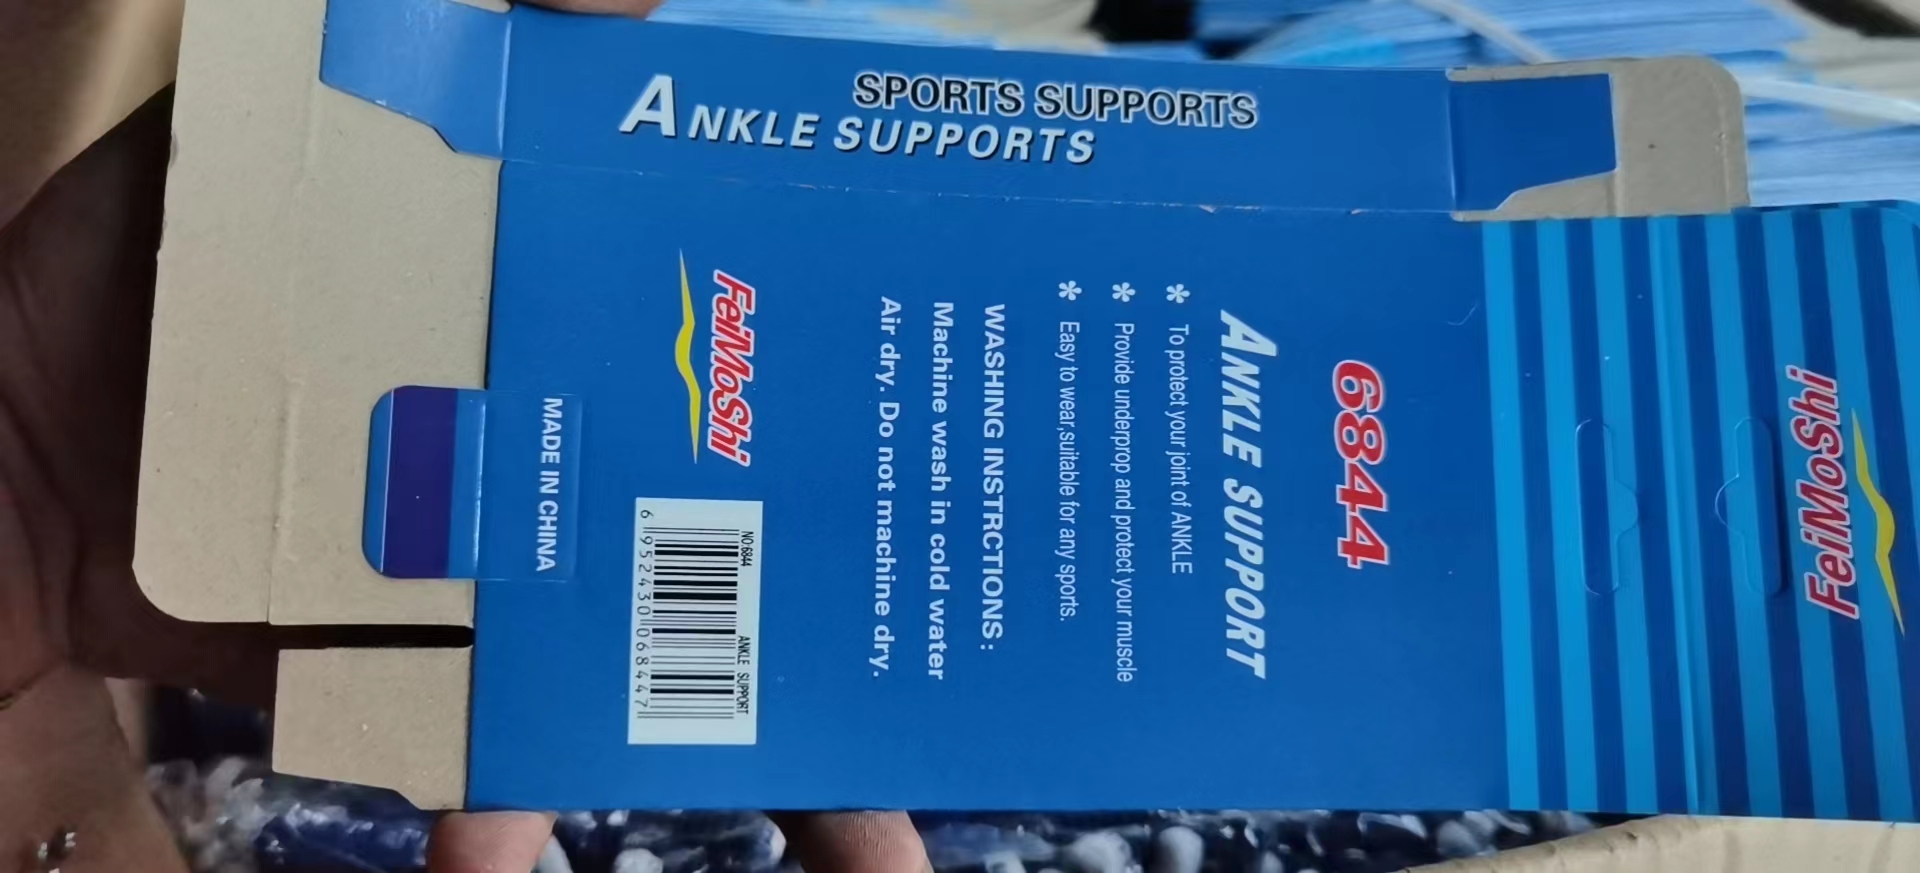 SPORTS SUPPORTS
ANKLE SUPPORTS
FeiMoShi
6844
ANKLE SUPPORT
* To protect your joint of ANKLE
* Provide underprop and protect your muscle
* Easy to wear,suitable for any sports.
WASHING INSTRCTIONS:
Machine wash in cold water
Air dry. Do not machine dry.
FeiMoShi
NO:6844 ANKLE SUPPORT
6 952430 068447
MADE IN CHINA